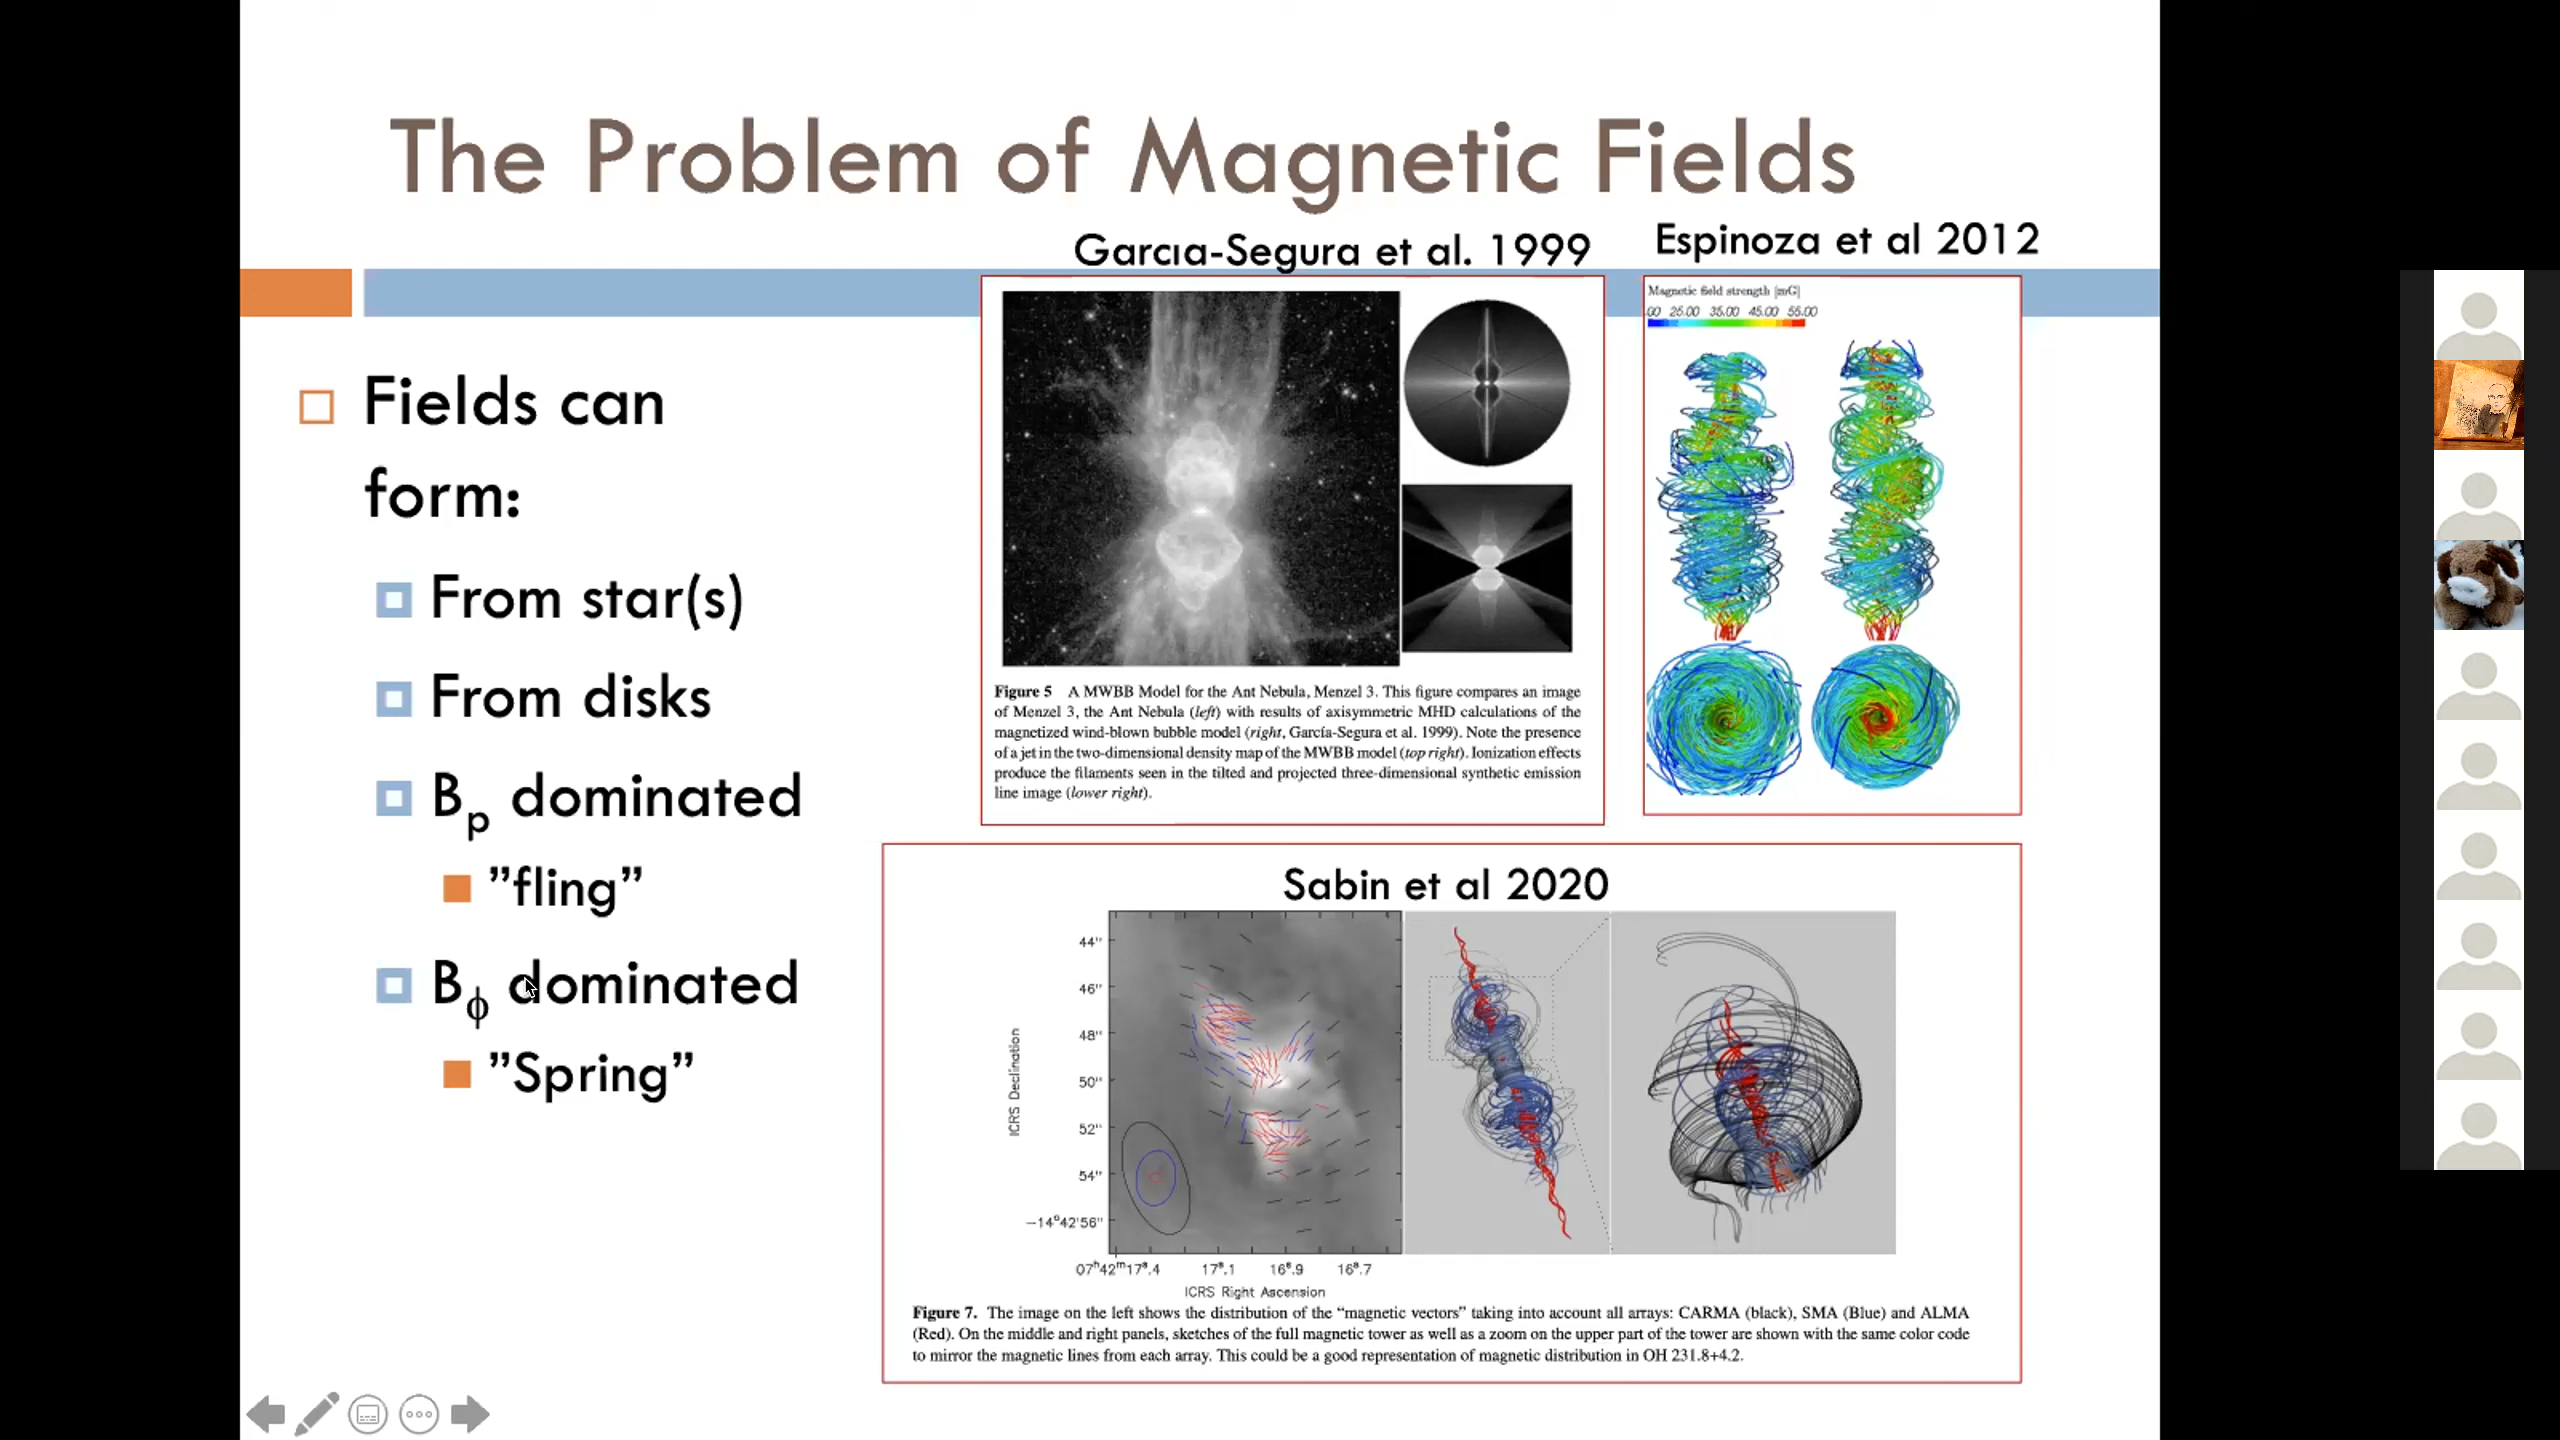 The Problem of Magnetic Fields
Garcıa-Segura et al. 1999
Espinoza et al 2012
Fields can
form:
From star(s)
From disks
Bp dominated
”fling”
Bϕ dominated
”Spring”
Figure 5 A MWBB Model for the Ant Nebula, Menzel 3. This figure compares an image
of Menzel 3, the Ant Nebula (left) with results of axisymmetric MHD calculations of the
magnetized wind-blown bubble model (right, García-Segura et al. 1999). Note the presence
of a jet in the two-dimensional density map of the MWBB model (top right). Ionization effects
produce the filaments seen in the tilted and projected three-dimensional synthetic emission
line image (lower right).
Magnetic field strength [mG]
00 25.00 35.00 45.00 55.00
Sabin et al 2020
44"
46"
48"
50"
52"
54"
−14°42'56"
ICRS Declination
07ʰ42ᵐ17ˢ.4 17ˢ.1 16ˢ.9 16ˢ.7
ICRS Right Ascension
Figure 7. The image on the left shows the distribution of the “magnetic vectors” taking into account all arrays: CARMA (black), SMA (Blue) and ALMA
(Red). On the middle and right panels, sketches of the full magnetic tower as well as a zoom on the upper part of the tower are shown with the same color code
to mirror the magnetic lines from each array. This could be a good representation of magnetic distribution in OH 231.8+4.2.